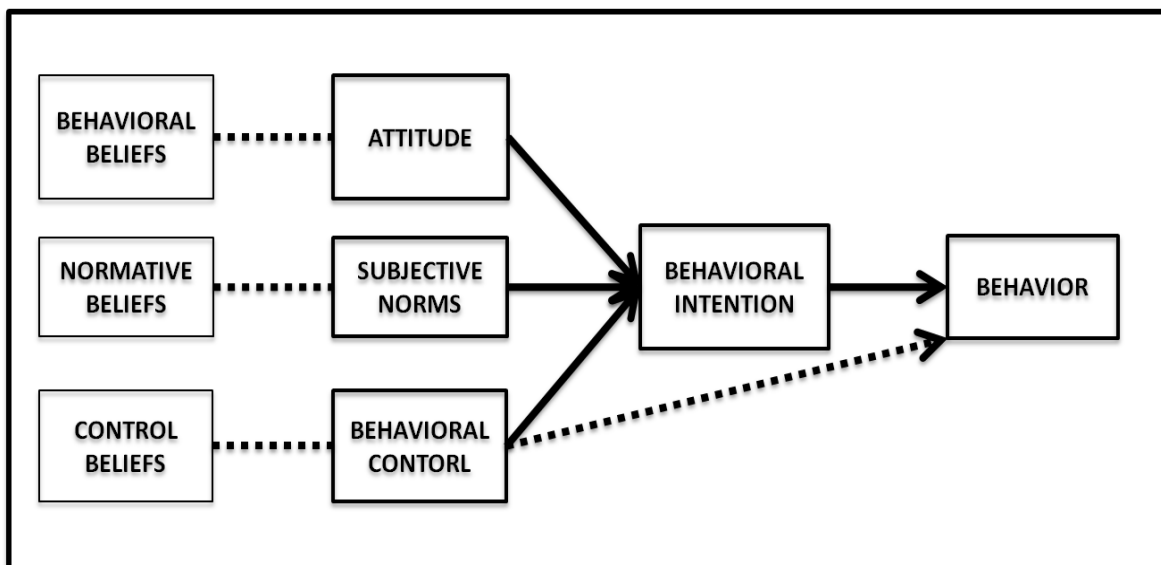 BEHAVIORAL
BELIEFS
ATTITUDE
NORMATIVE
BELIEFS
SUBJECTIVE
NORMS
BEHAVIORAL
INTENTION
BEHAVIOR
CONTROL
BELIEFS
BEHAVIORAL
CONTORL